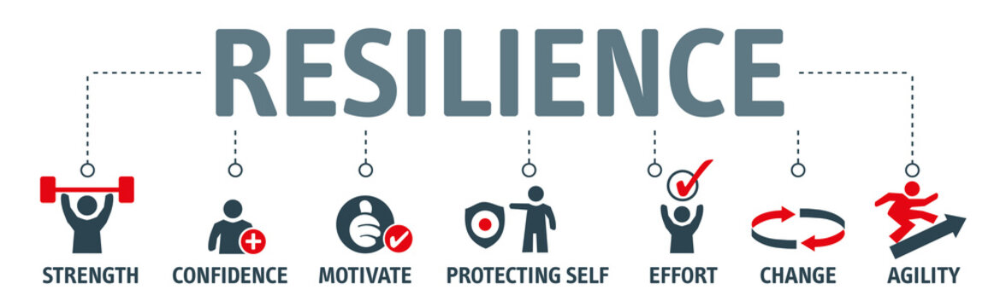 RESILIENCE
STRENGTH CONFIDENCE MOTIVATE PROTECTING SELF EFFORT CHANGE AGILITY